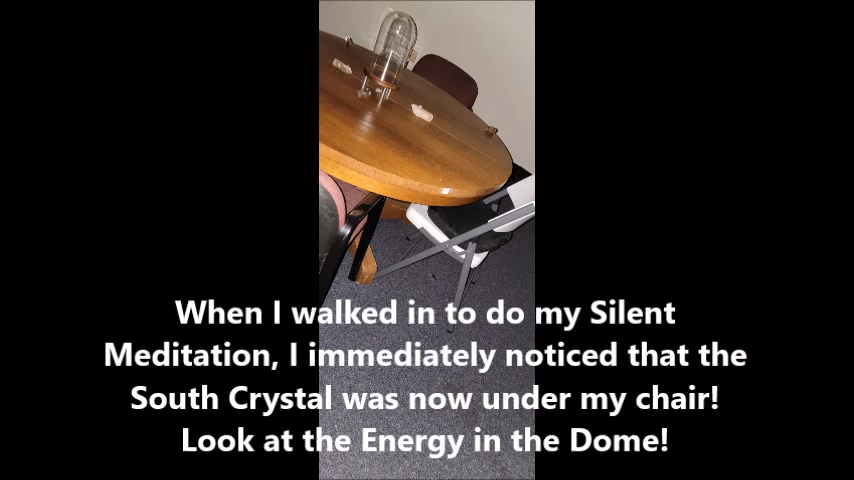 When I walked in to do my Silent
Meditation, I immediately noticed that the
South Crystal was now under my chair!
Look at the Energy in the Dome!